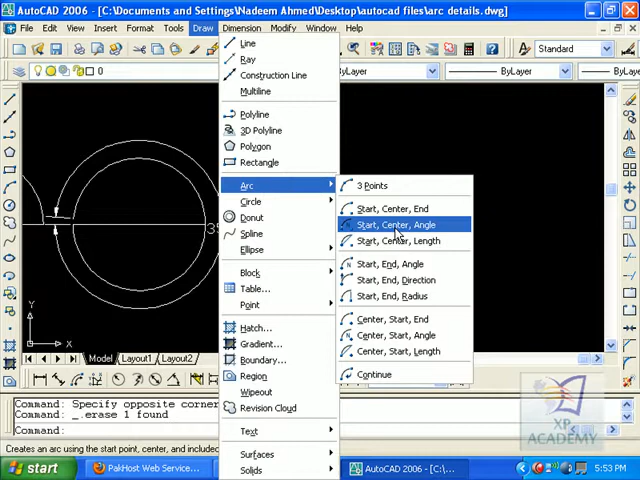 AutoCAD 2006 - [C:\Documents and Settings\Nadeem Ahmed\Desktop\autocad files\arc details.dwg]
File Edit View Insert Format Tools Draw Dimension Modify Window Help
Standard
0 ByLayer ByLayer ByLayer
Line
Ray
Construction Line
Multiline
Polyline
3D Polyline
Polygon
Rectangle
Arc
Circle
Donut
Spline
Ellipse
Block
Table...
Point
Hatch...
Gradient...
Boundary...
Region
Wipeout
Revision Cloud
Text
Surfaces
Solids
3 Points
Start, Center, End
Start, Center, Angle
Start, Center, Length
Start, End, Angle
Start, End, Direction
Start, End, Radius
Center, Start, End
Center, Start, Angle
Center, Start, Length
Continue
35
Y
X
Model Layout1 Layout2
Command: Specify opposite corner
Command: _.erase 1 found
Command:
Creates an arc using the start point, center, and included
XP
ACADEMY
start
PakHost Web Service...
AutoCAD 2006 - [C:\...
5:53 PM